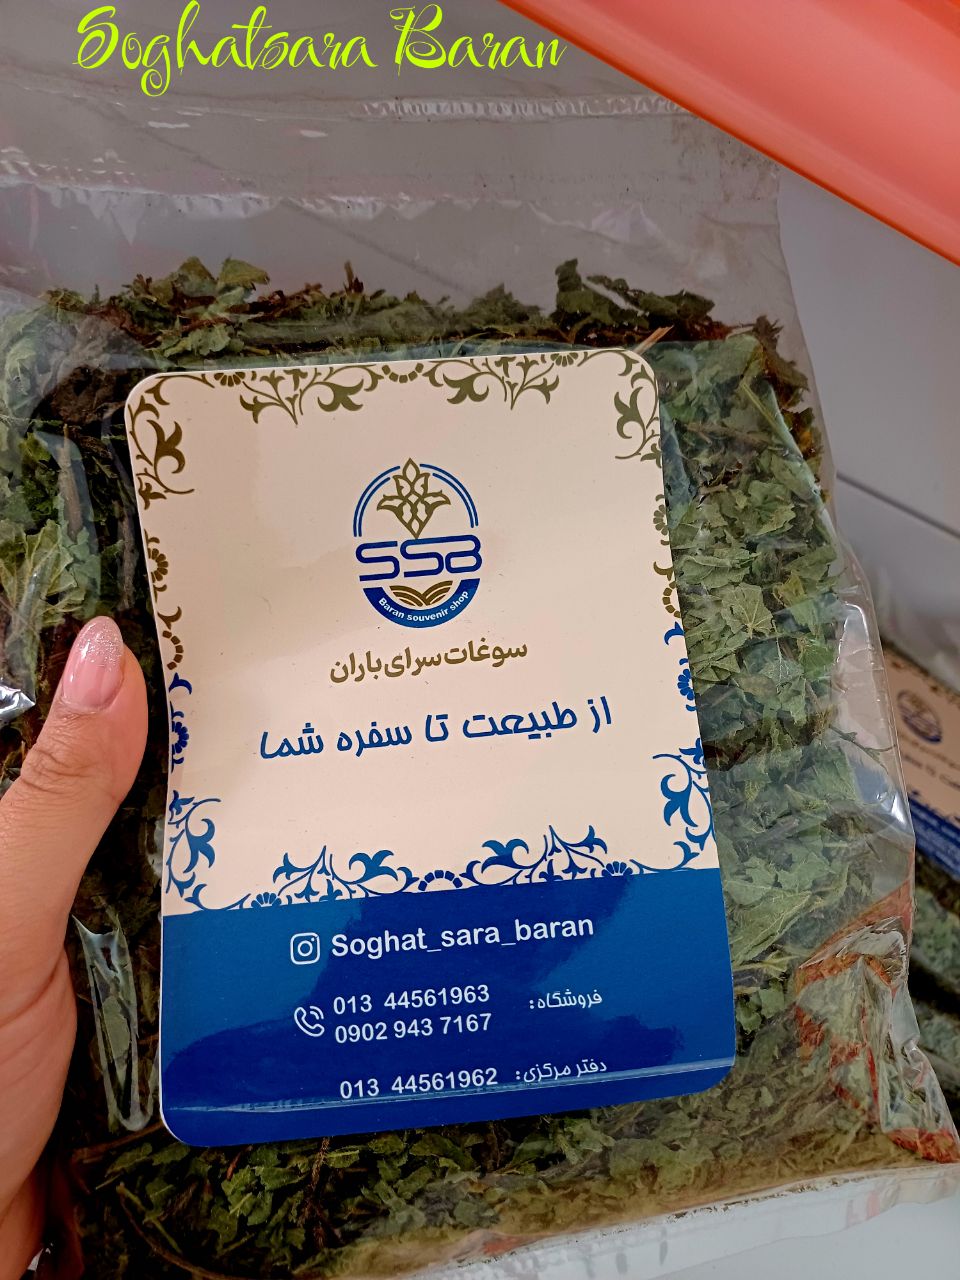 Soghatsara Baran
SSB
Baran souvenir shop
سوغات‌سرای باران
از طبیعت تا سفره شما
Soghat_sara_baran
فروشگاه: 013 44561963
0902 943 7167
دفتر مرکزی: 013 44561962